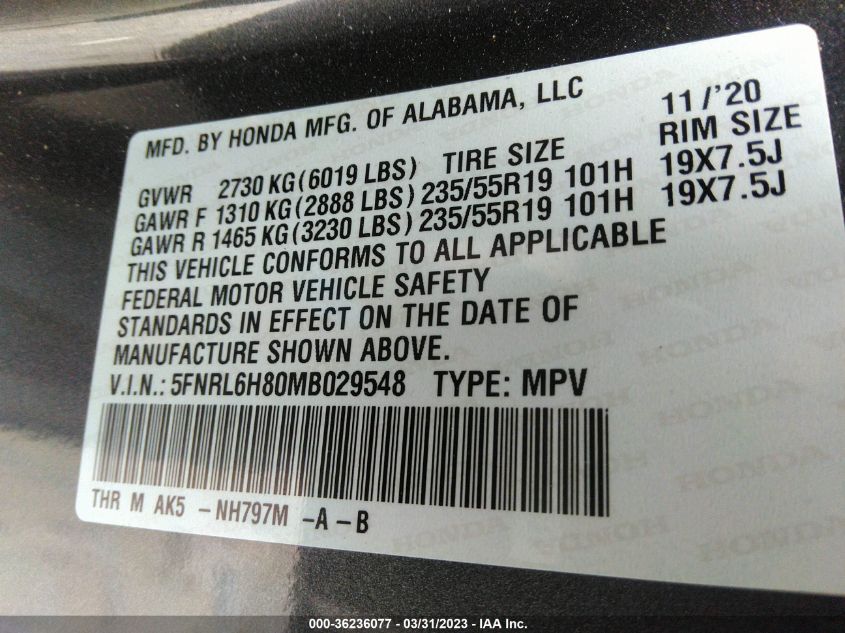 MFD. BY HONDA MFG. OF ALABAMA, LLC 11/'20
GVWR 2730 KG(6019 LBS) TIRE SIZE RIM SIZE
GAWR F 1310 KG(2888 LBS) 235/55R19 101H 19X7.5J
GAWR R 1465 KG(3230 LBS) 235/55R19 101H 19X7.5J
THIS VEHICLE CONFORMS TO ALL APPLICABLE
FEDERAL MOTOR VEHICLE SAFETY
STANDARDS IN EFFECT ON THE DATE OF
MANUFACTURE SHOWN ABOVE.
V.I.N.: 5FNRL6H80MB029548 TYPE: MPV
THR M AK5 - NH797M -A - B
000-36236077 - 03/31/2023 - IAA Inc.